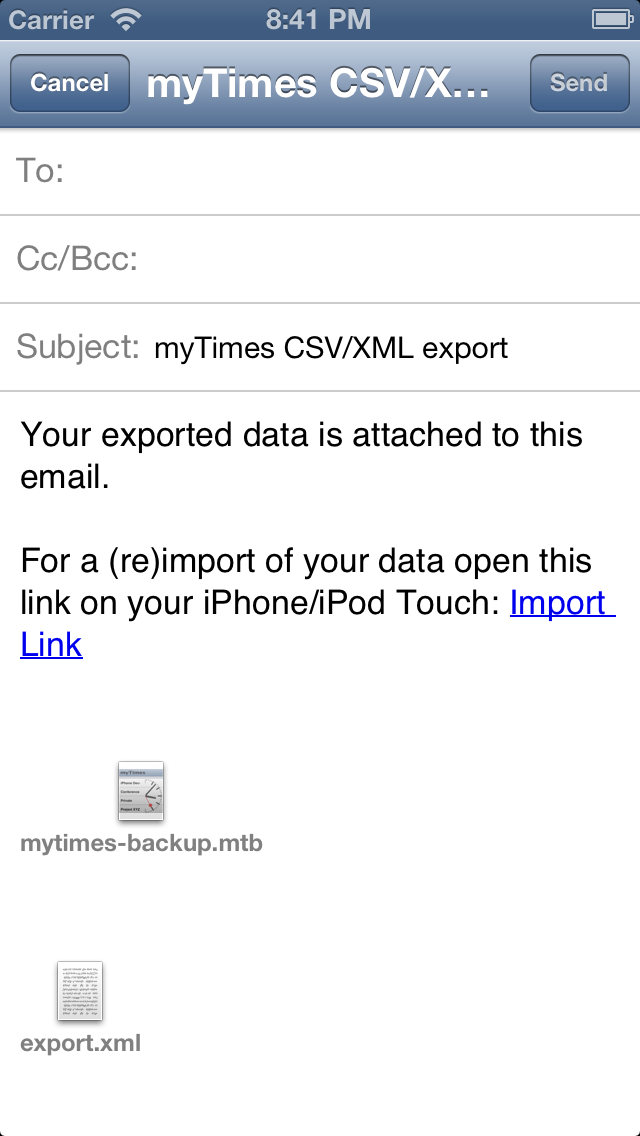 Carrier 8:41 PM
Cancel myTimes CSV/X... Send
To:
Cc/Bcc:
Subject: myTimes CSV/XML export
Your exported data is attached to this
email.
For a (re)import of your data open this
link on your iPhone/iPod Touch: Import
Link
myTimes
mytimes-backup.mtb
export.xml